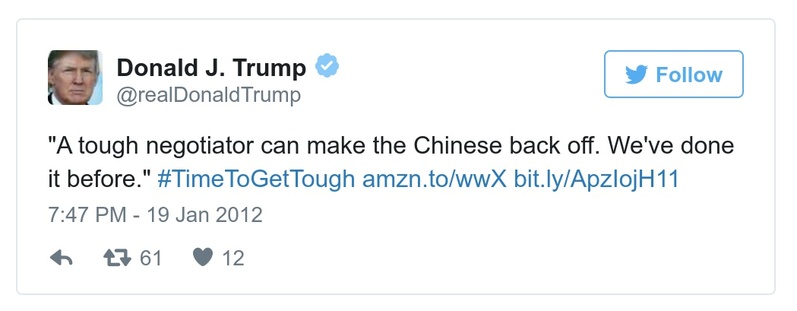 Donald J. Trump
@realDonaldTrump
Follow
"A tough negotiator can make the Chinese back off. We've done
it before." #TimeToGetTough amzn.to/wwX bit.ly/ApzIojH11
7:47 PM - 19 Jan 2012
61 12